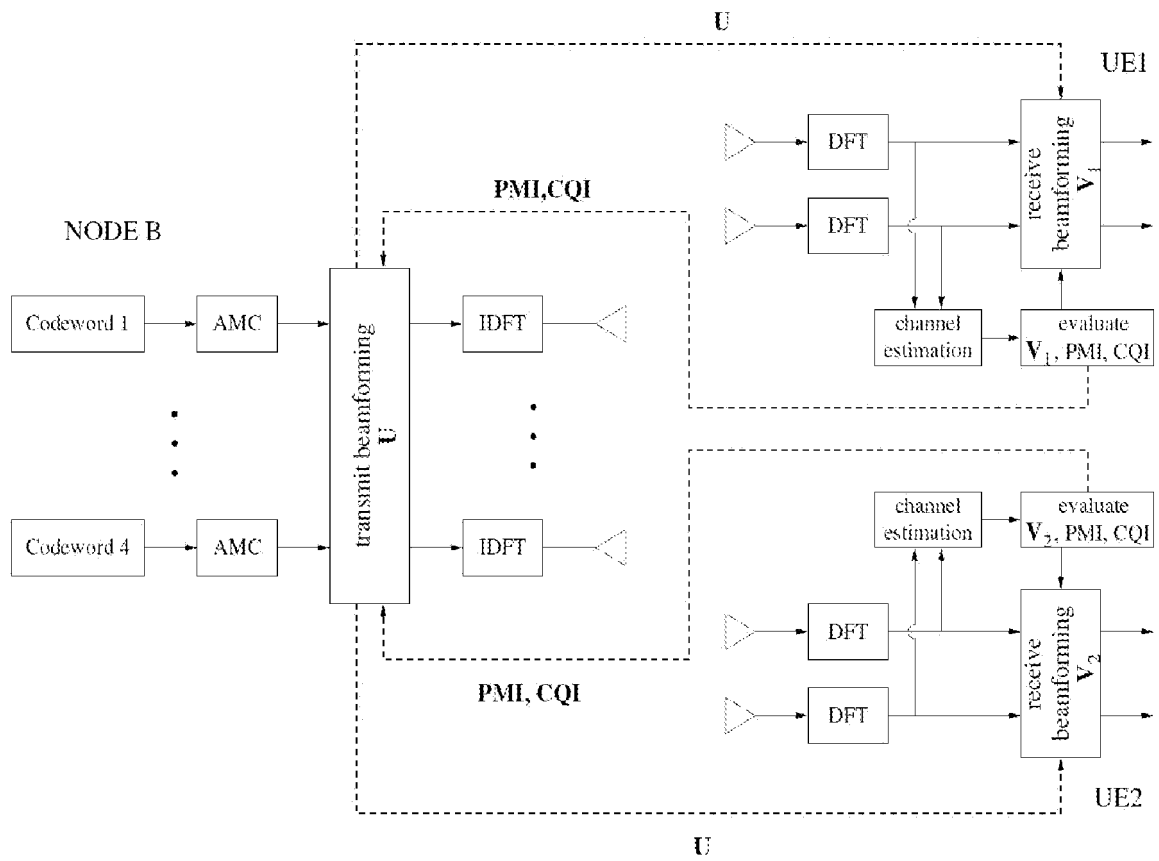 U
UE1
DFT
receive
beamforming
V1
PMI,CQI
DFT
NODE B
Codeword 1
AMC
IDFT
channel
estimation
evaluate
V1, PMI, CQI
transmit beamforming
U
channel
estimation
evaluate
V2, PMI, CQI
Codeword 4
AMC
IDFT
DFT
receive
beamforming
V2
PMI, CQI
DFT
UE2
U